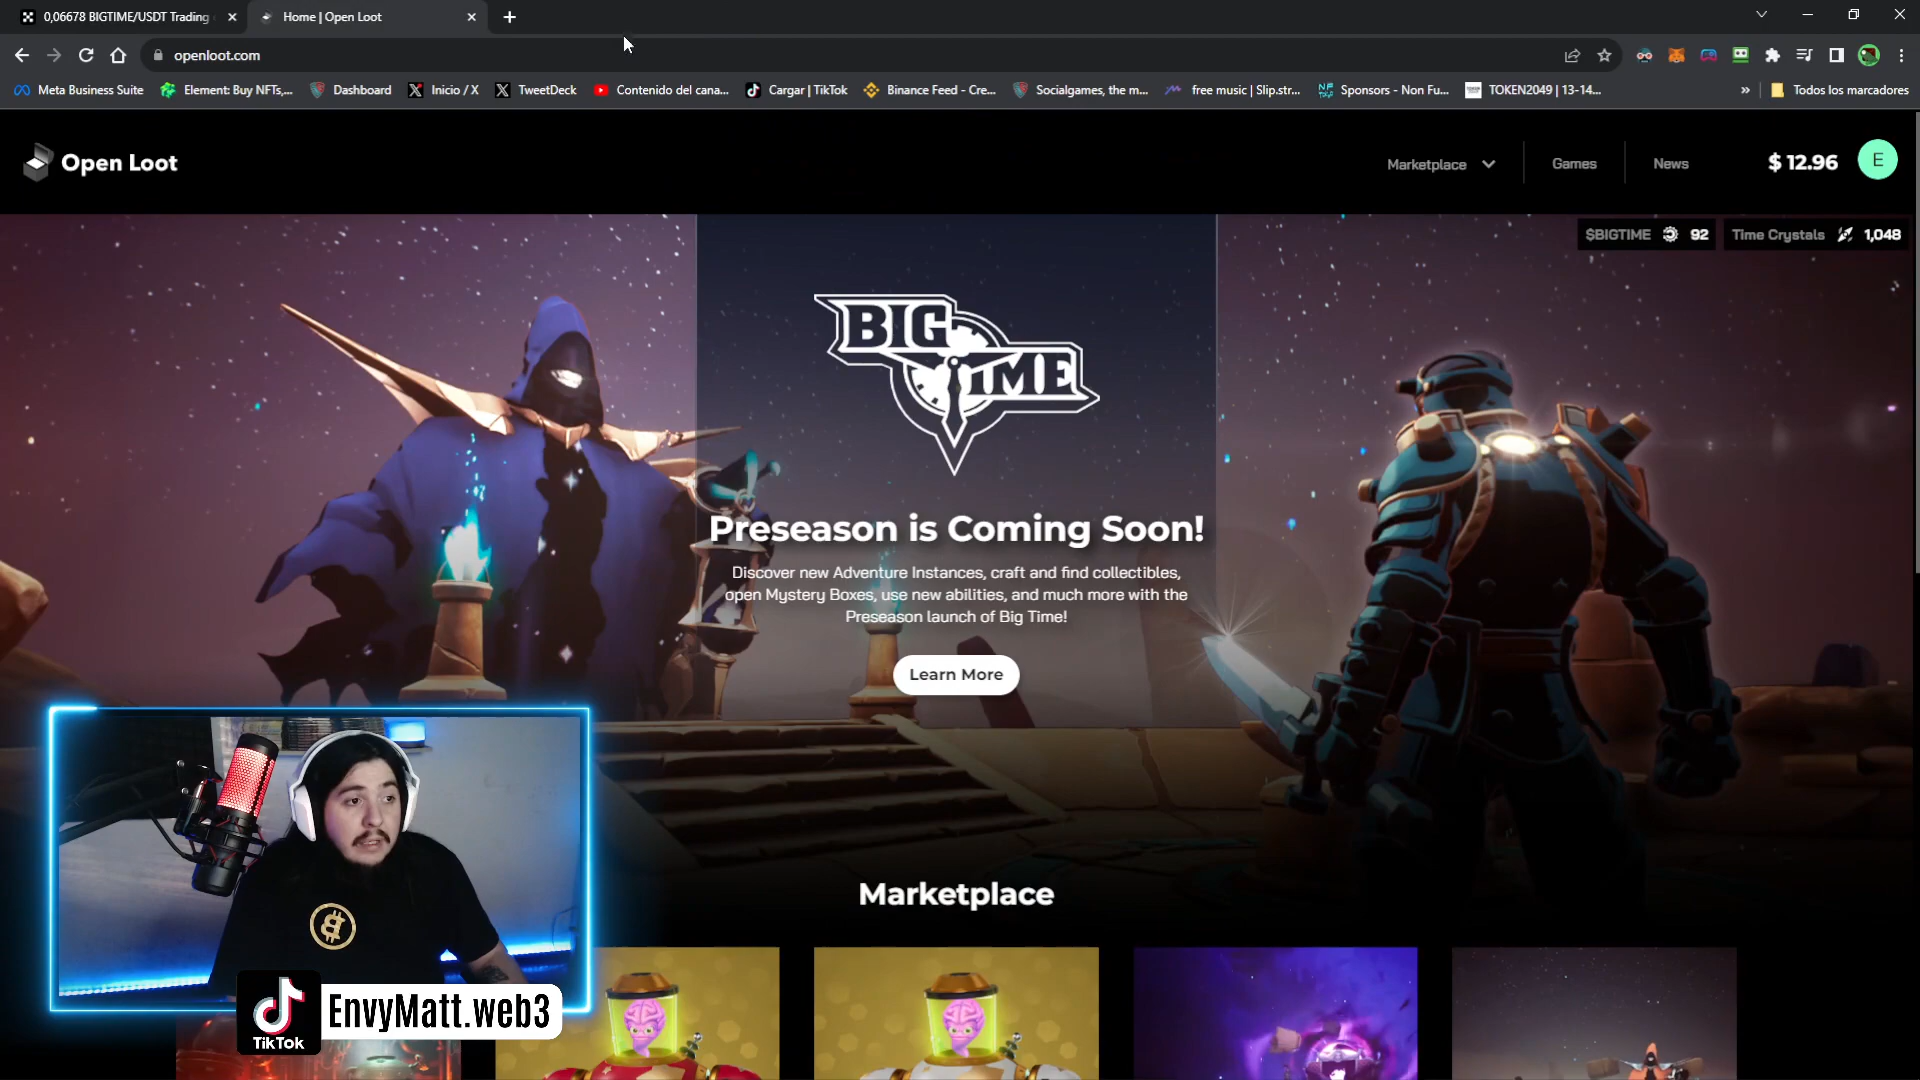 0,06678 BIGTIME/USDT Trading
Home | Open Loot
openloot.com
Meta Business Suite
Element: Buy NFTs,...
Dashboard
Inicio / X
TweetDeck
Contenido del cana...
Cargar | TikTok
Binance Feed - Cre...
Socialgames, the m...
free music | Slip.str...
Sponsors - Non Fu...
TOKEN2049 | 13-14...
»
Todos los marcadores
Open Loot
Marketplace
Games
News
$ 12.96
E
$BIGTIME 92
Time Crystals 1,048
BIG
TIME
Preseason is Coming Soon!
Discover new Adventure Instances, craft and find collectibles,
open Mystery Boxes, use new abilities, and much more with the
Preseason launch of Big Time!
Learn More
Marketplace
TikTok
EnvyMatt.web3